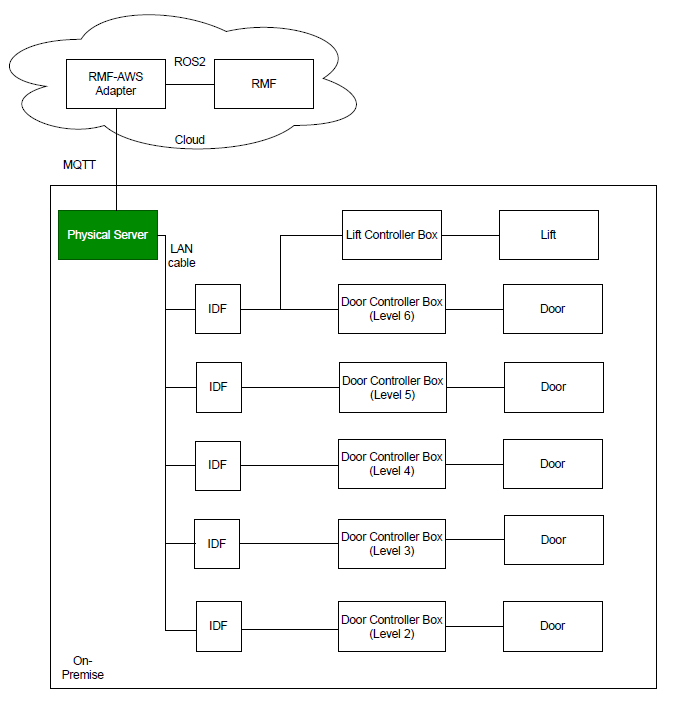 ROS2
RMF-AWS
Adapter
RMF
Cloud
MQTT
Physical Server
LAN
cable
Lift Controller Box
Lift
IDF
Door Controller Box
(Level 6)
Door
IDF
Door Controller Box
(Level 5)
Door
IDF
Door Controller Box
(Level 4)
Door
IDF
Door Controller Box
(Level 3)
Door
IDF
Door Controller Box
(Level 2)
Door
On-
Premise